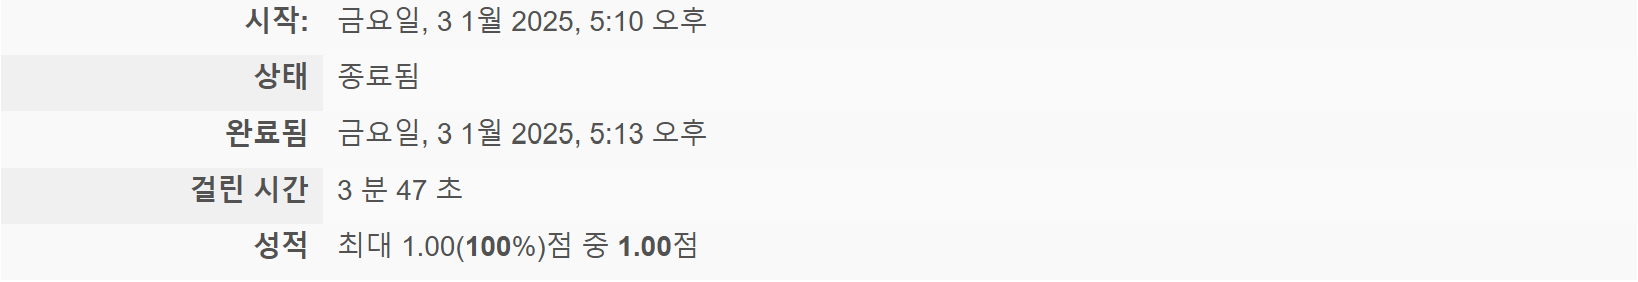 시작: 금요일, 3 1월 2025, 5:10 오후
상태 종료됨
완료됨 금요일, 3 1월 2025, 5:13 오후
걸린 시간 3 분 47 초
성적 최대 1.00(100%)점 중 1.00점